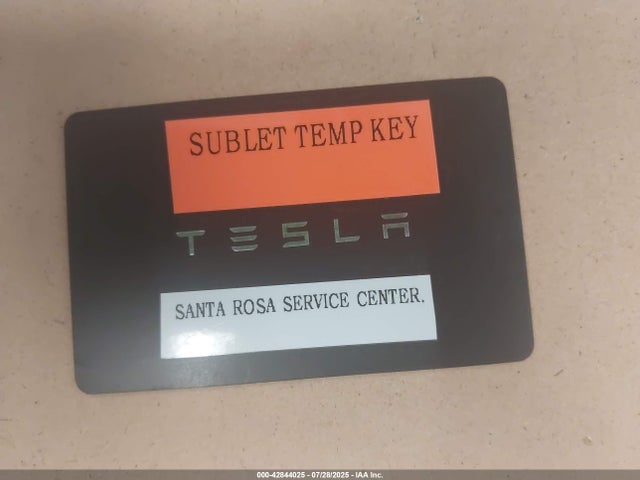 SUBLET TEMP KEY
TESLA
SANTA ROSA SERVICE CENTER.
000-42844025 - 07/28/2025 - IAA Inc.